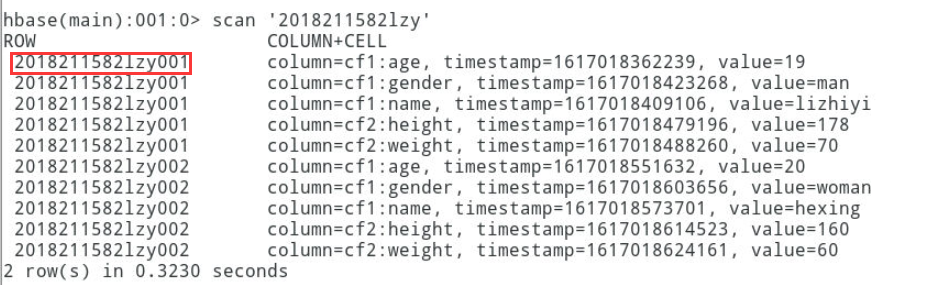 hbase(main):001:0> scan '2018211582lzy'
ROW                   COLUMN+CELL
 2018211582lzy001     column=cf1:age, timestamp=1617018362239, value=19
 2018211582lzy001     column=cf1:gender, timestamp=1617018423268, value=man
 2018211582lzy001     column=cf1:name, timestamp=1617018409106, value=lizhiyi
 2018211582lzy001     column=cf2:height, timestamp=1617018479196, value=178
 2018211582lzy001     column=cf2:weight, timestamp=1617018488260, value=70
 2018211582lzy002     column=cf1:age, timestamp=1617018551632, value=20
 2018211582lzy002     column=cf1:gender, timestamp=1617018603656, value=woman
 2018211582lzy002     column=cf1:name, timestamp=1617018573701, value=hexing
 2018211582lzy002     column=cf2:height, timestamp=1617018614523, value=160
 2018211582lzy002     column=cf2:weight, timestamp=1617018624161, value=60
2 row(s) in 0.3230 seconds